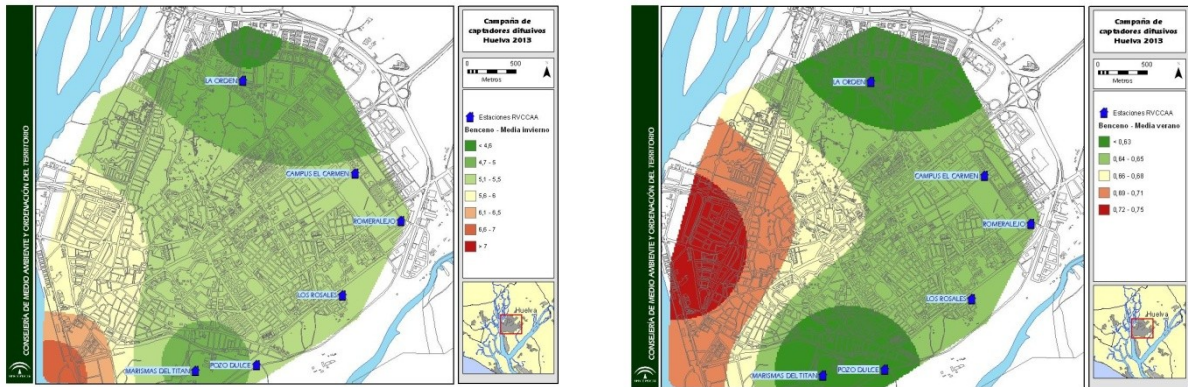 CONSEJERÍA DE MEDIO AMBIENTE Y ORDENACIÓN DEL TERRITORIO
LA ORDEN
CAMPUS EL CARMEN
ROMERALEJO
LOS ROSALES
POZO DULCE
MARISMAS DEL TITAN
Campaña de
captadores difusivos
Huelva 2013
0 500
Metros
Estaciones RVCCAA
Benceno - Media invierno
< 4,6
4,7 - 5
5,1 - 5,5
5,6 - 6
6,1 - 6,5
6,6 - 7
> 7
Huelva
CONSEJERÍA DE MEDIO AMBIENTE Y ORDENACIÓN DEL TERRITORIO
LA ORDEN
CAMPUS EL CARMEN
ROMERALEJO
LOS ROSALES
POZO DULCE
MARISMAS DEL TITAN
Campaña de
captadores difusivos
Huelva 2013
0 500
Metros
Estaciones RVCCAA
Benceno - Media verano
< 0,63
0,64 - 0,65
0,66 - 0,68
0,69 - 0,71
0,72 - 0,75
Huelva